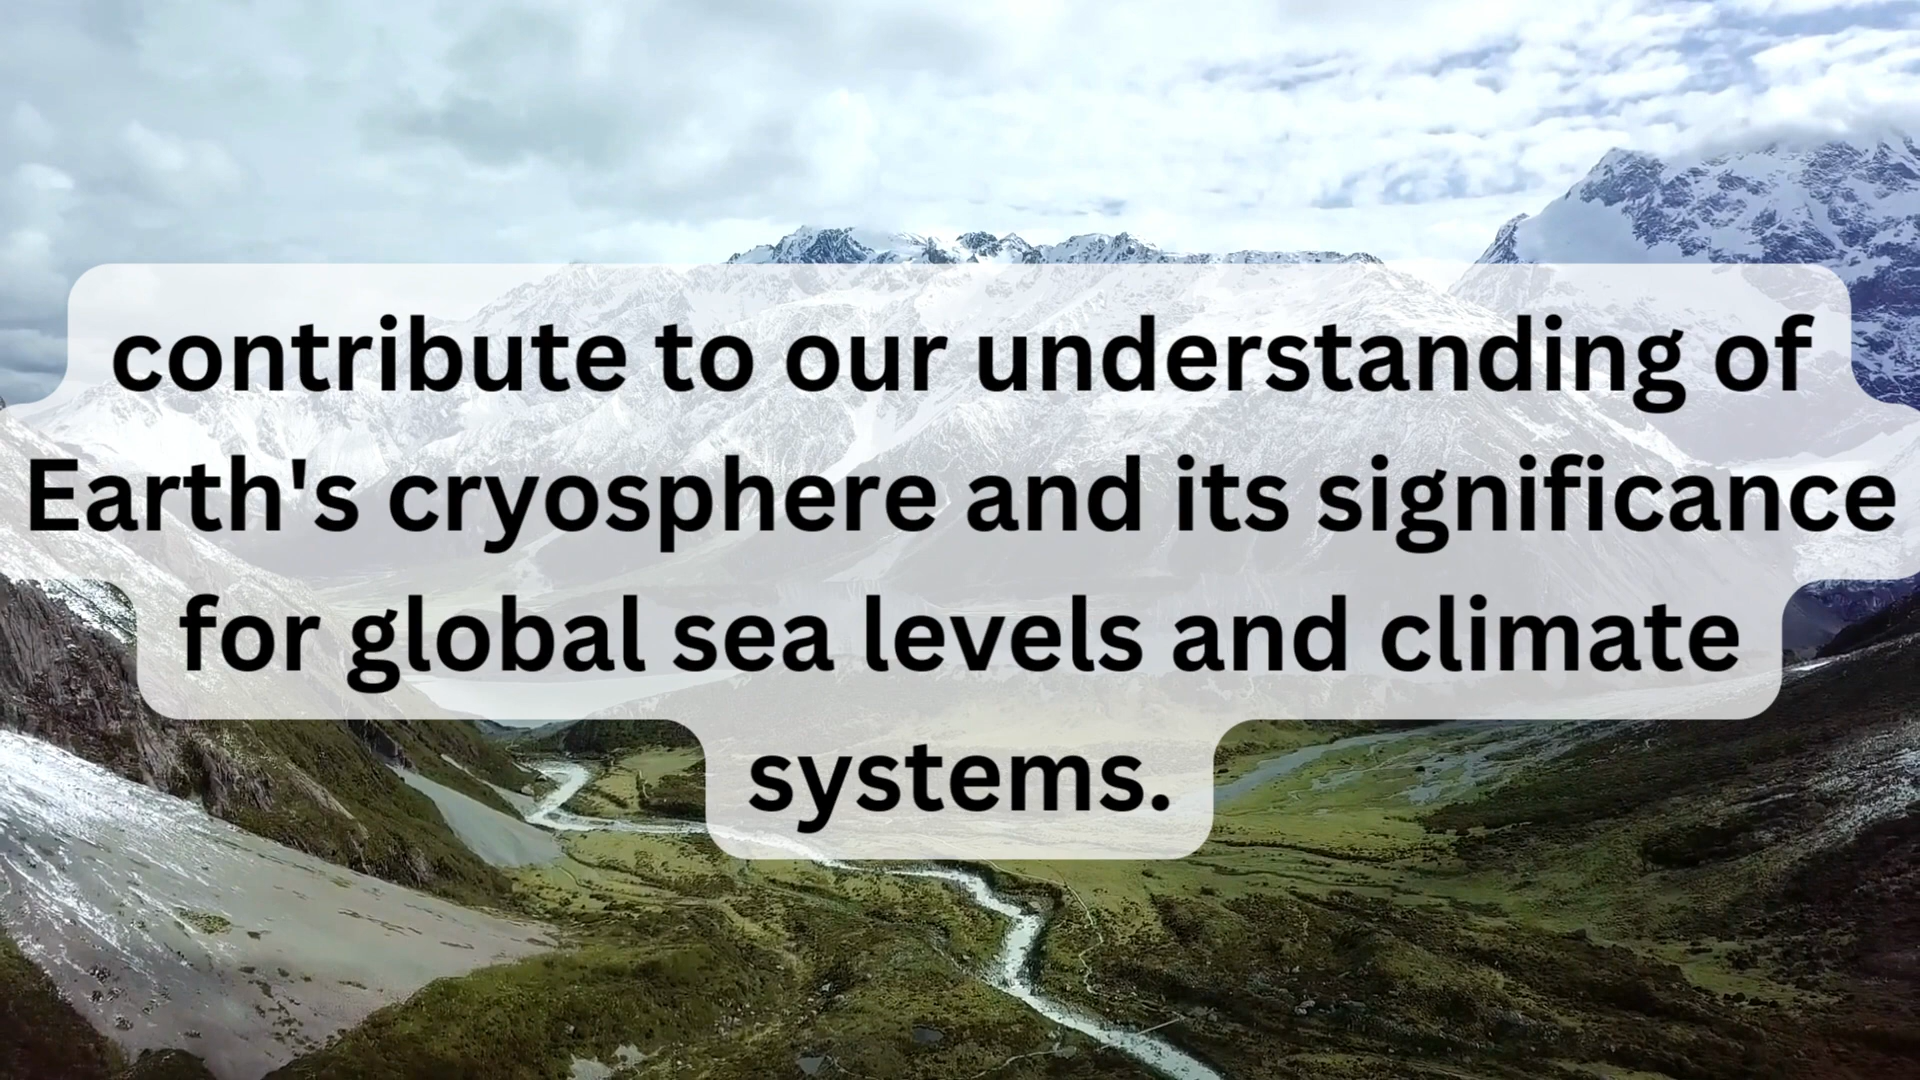 contribute to our understanding of
Earth's cryosphere and its significance
for global sea levels and climate
systems.